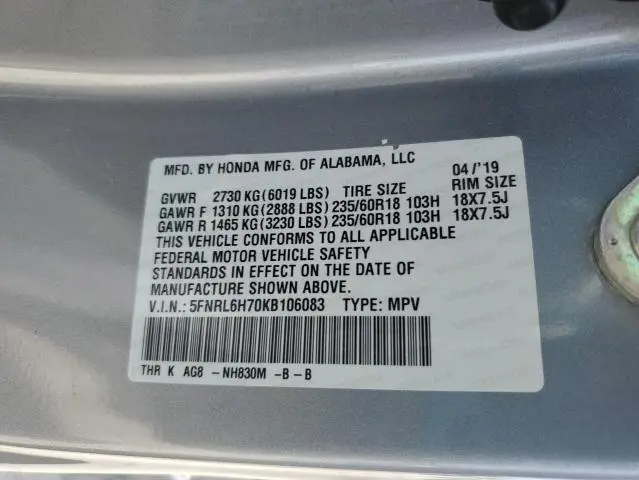 MFD. BY HONDA MFG. OF ALABAMA, LLC 04/'19
GVWR 2730 KG(6019 LBS) TIRE SIZE RIM SIZE
GAWR F 1310 KG(2888 LBS)235/60R18 103H 18X7.5J
GAWR R 1465 KG(3230 LBS)235/60R18 103H 18X7.5J
THIS VEHICLE CONFORMS TO ALL APPLICABLE
FEDERAL MOTOR VEHICLE SAFETY
STANDARDS IN EFFECT ON THE DATE OF
MANUFACTURE SHOWN ABOVE.
V.I.N.: 5FNRL6H70KB106083 TYPE: MPV
THR K AG8 -NH830M -B-B